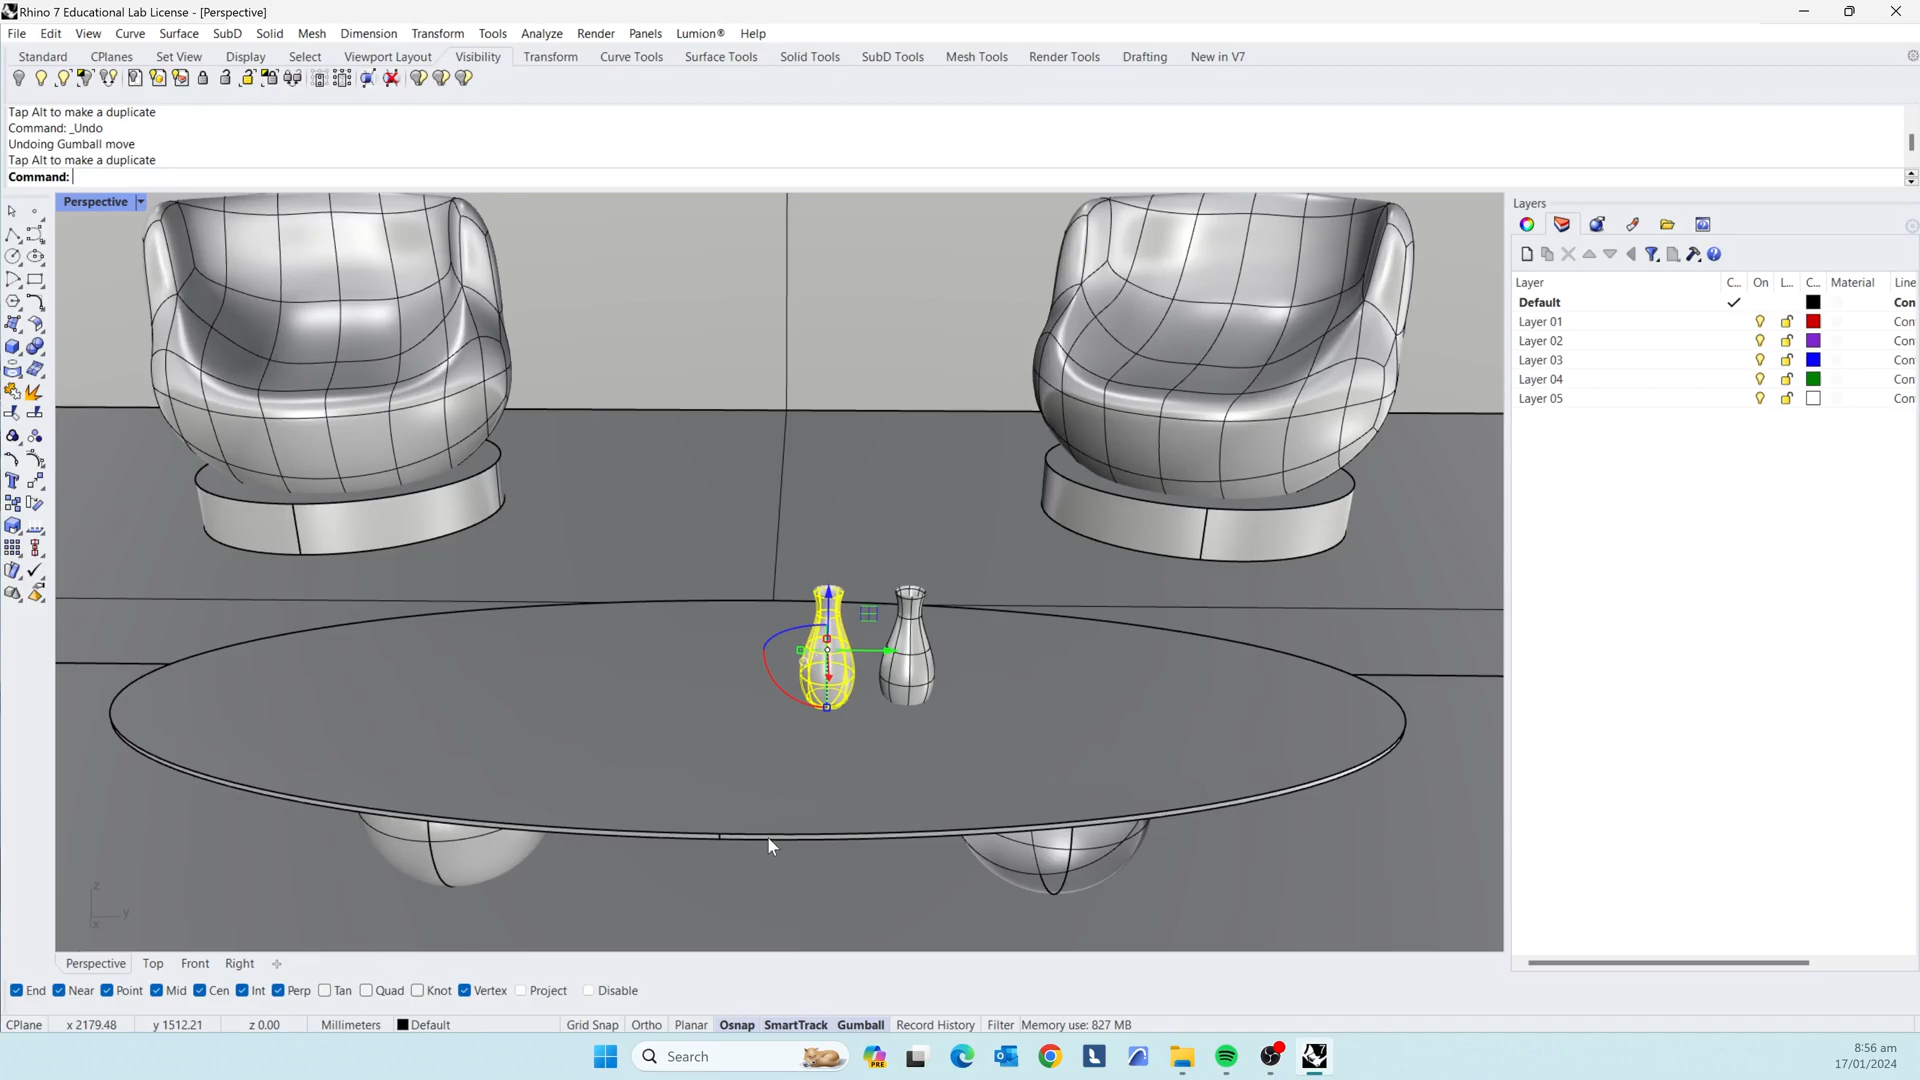 Rhino 7 Educational Lab License - [Perspective]
File Edit View Curve Surface SubD Solid Mesh Dimension Transform Tools Analyze Render Panels Lumion® Help
Standard CPlanes Set View Display Select Viewport Layout Visibility Transform Curve Tools Surface Tools Solid Tools SubD Tools Mesh Tools Render Tools Drafting New in V7
Tap Alt to make a duplicate
Command: _Undo
Undoing Gumball move
Tap Alt to make a duplicate
Command:
Perspective
Layers
Layer C... On L... C... Material Line
Default Con
Layer 01 Con
Layer 02 Con
Layer 03 Con
Layer 04 Con
Layer 05 Con
z
y
x
Perspective Top Front Right
End Near Point Mid Cen Int Perp Tan Quad Knot Vertex Project Disable
CPlane x 2179.48 y 1512.21 z 0.00 Millimeters Default Grid Snap Ortho Planar Osnap SmartTrack Gumball Record History Filter Memory use: 827 MB
Search
PRE
8:56 am
17/01/2024